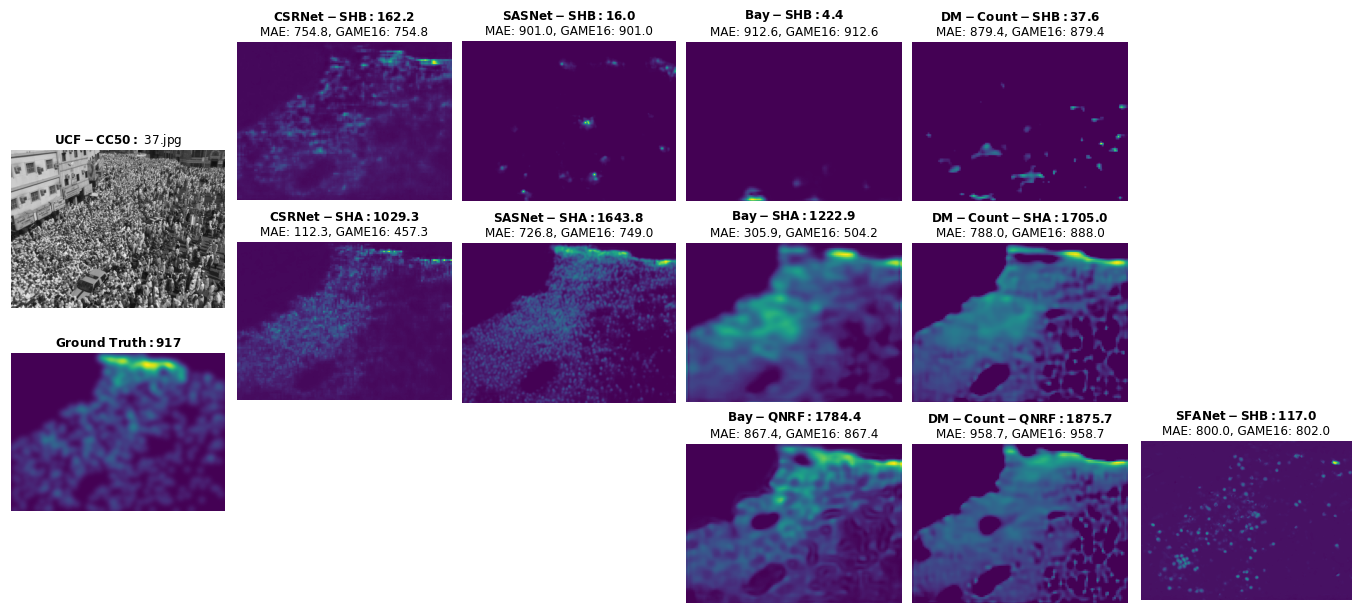 CSRNet − SHB : 162.2
MAE: 754.8, GAME16: 754.8
SASNet − SHB : 16.0
MAE: 901.0, GAME16: 901.0
Bay − SHB : 4.4
MAE: 912.6, GAME16: 912.6
DM − Count − SHB : 37.6
MAE: 879.4, GAME16: 879.4
UCF − CC50 : 37.jpg
CSRNet − SHA : 1029.3
MAE: 112.3, GAME16: 457.3
SASNet − SHA : 1643.8
MAE: 726.8, GAME16: 749.0
Bay − SHA : 1222.9
MAE: 305.9, GAME16: 504.2
DM − Count − SHA : 1705.0
MAE: 788.0, GAME16: 888.0
Ground Truth : 917
Bay − QNRF : 1784.4
MAE: 867.4, GAME16: 867.4
DM − Count − QNRF : 1875.7
MAE: 958.7, GAME16: 958.7
SFANet − SHB : 117.0
MAE: 800.0, GAME16: 802.0